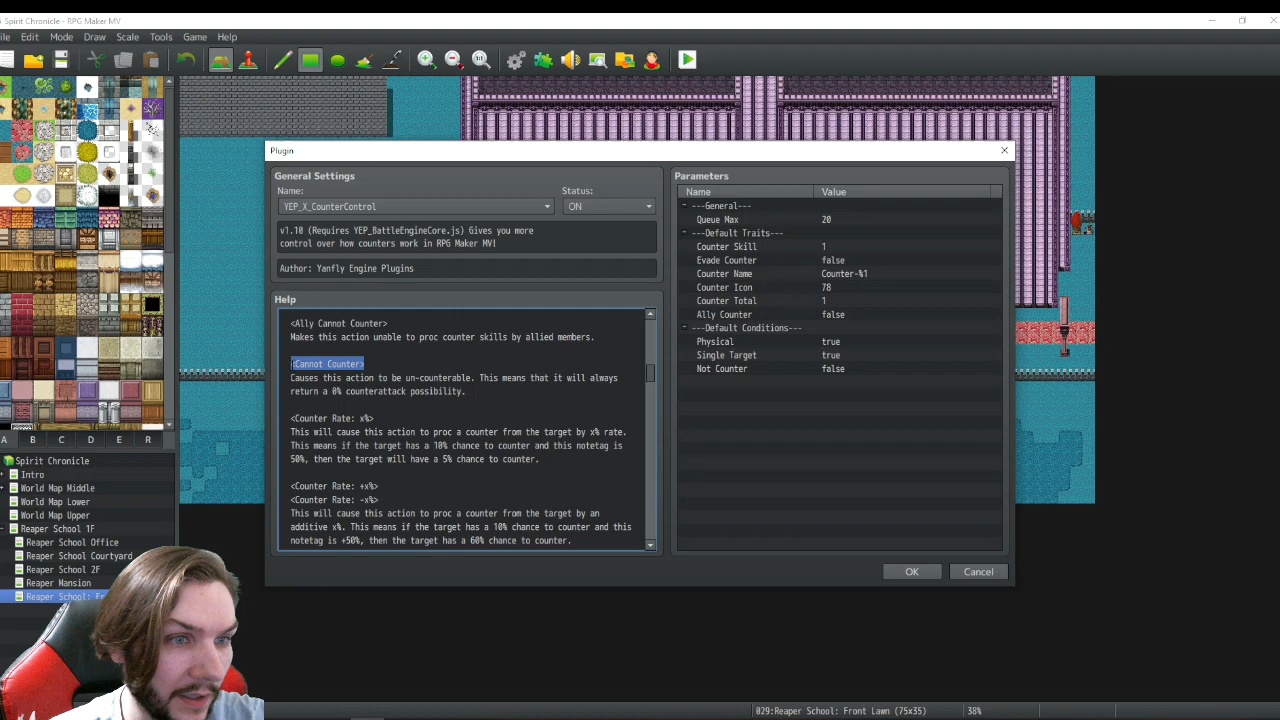 Spirit Chronicle - RPG Maker MV
Edit Mode Draw Scale Tools Game Help
Plugin
General Settings
Name:
Status:
YEP_X_CounterControl
ON
v1.10 (Requires YEP_BattleEngineCore.js) Gives you more
control over how counters work in RPG Maker MV!
Author: Yanfly Engine Plugins
Help
<Ally Cannot Counter>
Makes this action unable to proc counter skills by allied members.
<Cannot Counter>
Causes this action to be un-counterable. This means that it will always
return a 0% counterattack possibility.
<Counter Rate: x%>
This will cause this action to proc a counter from the target by x% rate.
This means if the target has a 10% chance to counter and this notetag is
50%, then the target will have a 5% chance to counter.
<Counter Rate: +x%>
<Counter Rate: -x%>
This will cause this action to proc a counter from the target by an
additive x%. This means if the target has a 10% chance to counter and this
notetag is +50%, then the target has a 60% chance to counter.
Parameters
Name Value
---General---
Queue Max 20
---Default Traits---
Counter Skill 1
Evade Counter false
Counter Name Counter-%1
Counter Icon 78
Counter Total 1
Ally Counter false
---Default Conditions---
Physical true
Single Target true
Not Counter false
OK Cancel
A B C D E R
Spirit Chronicle
Intro
World Map Middle
World Map Lower
World Map Upper
Reaper School 1F
Reaper School Office
Reaper School Courtyard
Reaper School 2F
Reaper Mansion
Reaper School:
029:Reaper School: Front Lawn (75x35) 38%